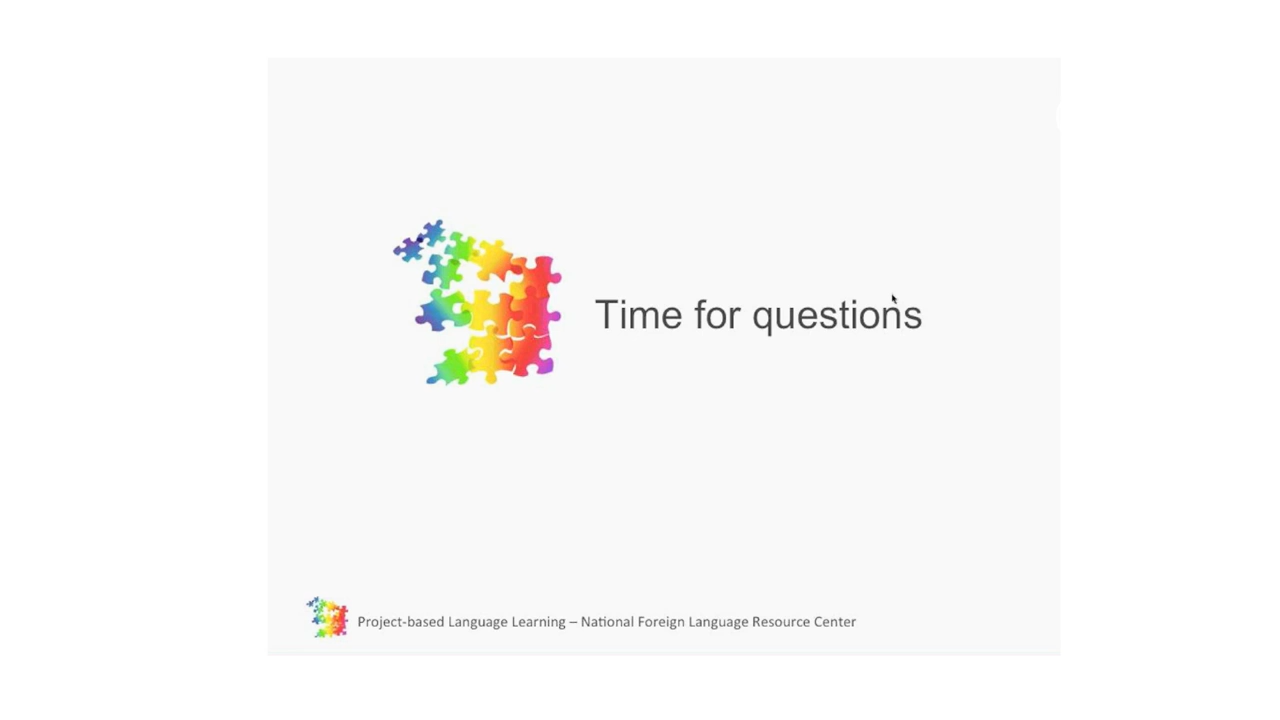 Time for questions
Project-based Language Learning – National Foreign Language Resource Center